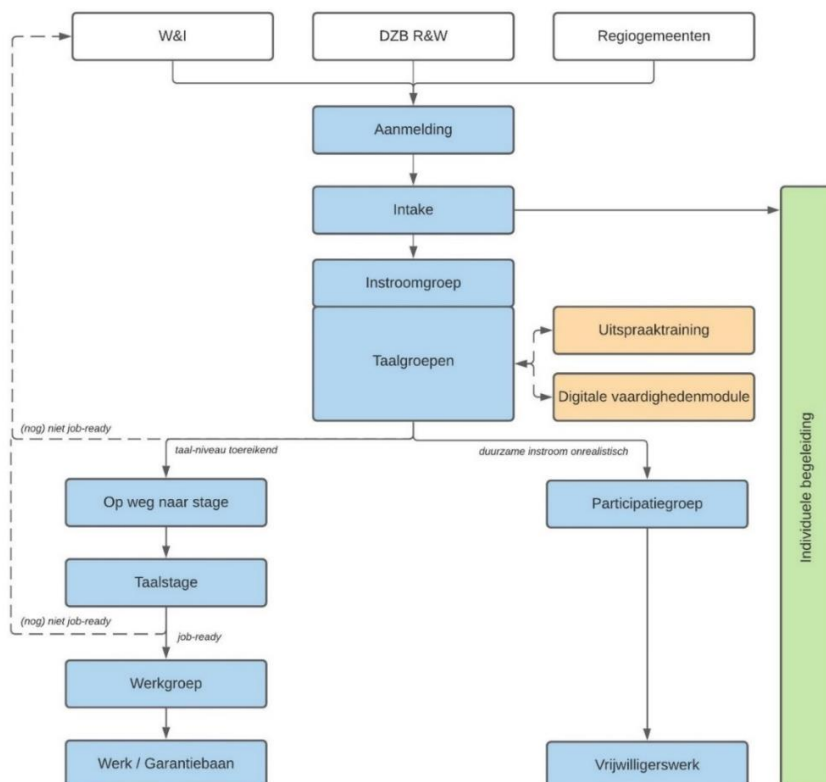 W&I
DZB R&W
Regiogemeenten
Aanmelding
Intake
Instroomgroep
Taalgroepen
Uitspraaktraining
Digitale vaardighedenmodule
Individuele begeleiding
(nog) niet job-ready
taal-niveau toereikend
duurzame instroom onrealistisch
Op weg naar stage
Participatiegroep
Taalstage
(nog) niet job-ready
job-ready
Werkgroep
Werk / Garantiebaan
Vrijwilligerswerk